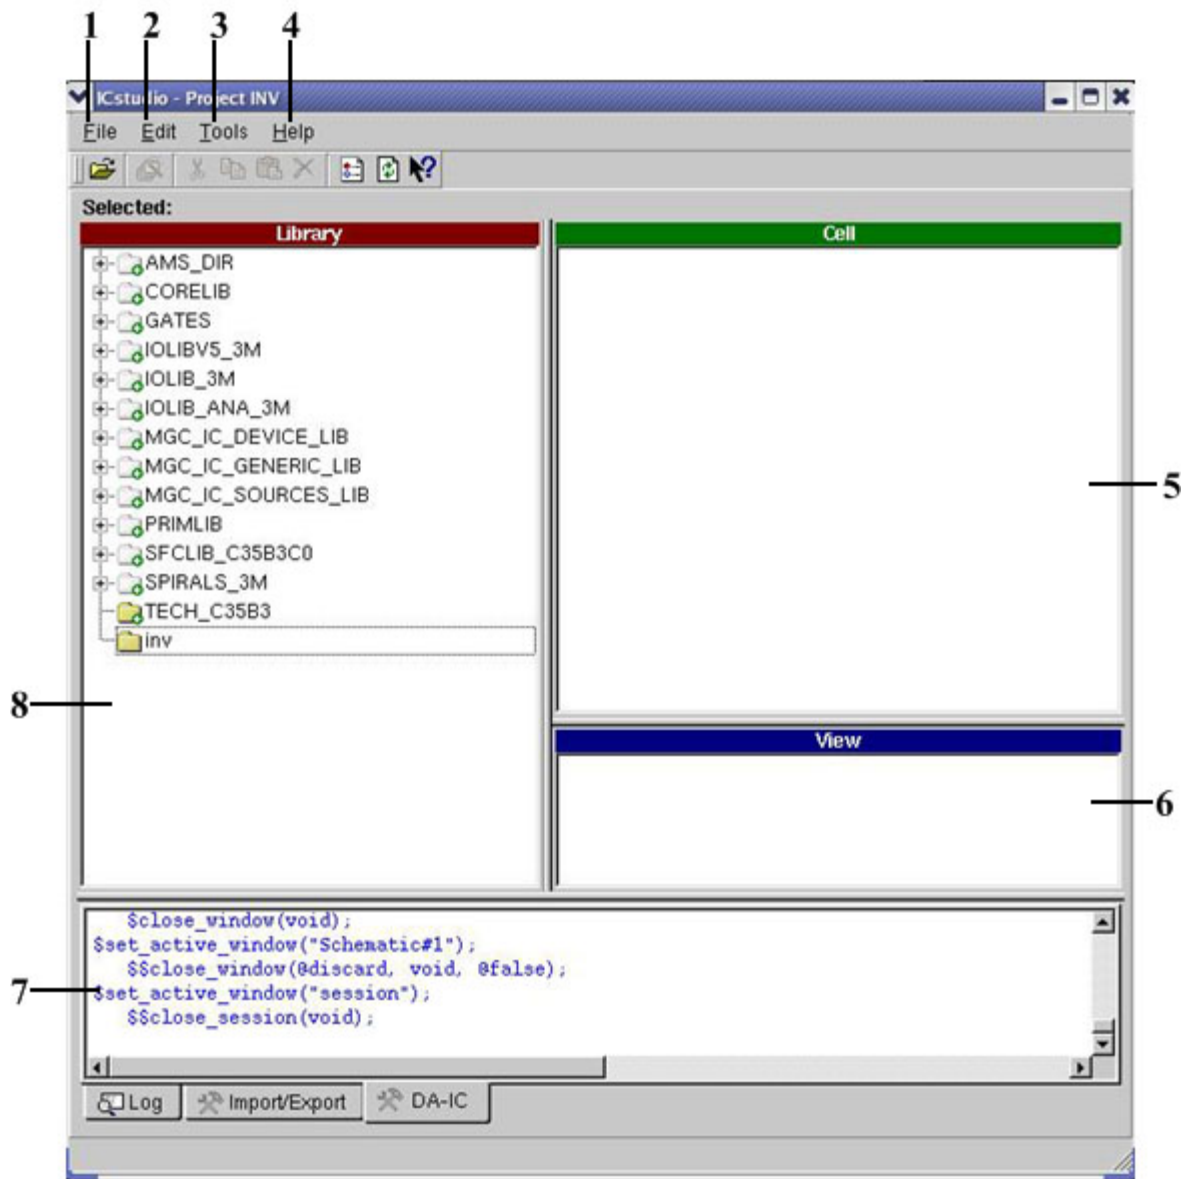 1 2 3 4
ICstudio - Project INV
File Edit Tools Help
Selected:
Library
AMS_DIR
CORELIB
GATES
IOLIBV5_3M
IOLIB_3M
IOLIB_ANA_3M
MGC_IC_DEVICE_LIB
MGC_IC_GENERIC_LIB
MGC_IC_SOURCES_LIB
PRIMLIB
SFCLIB_C35B3C0
SPIRALS_3M
TECH_C35B3
inv
8
Cell
5
View
6
$close_window(void);
$set_active_window("Schematic#1");
$$close_window(@discard, void, @false);
7
$set_active_window("session");
$$close_session(void);
Log Import/Export DA-IC